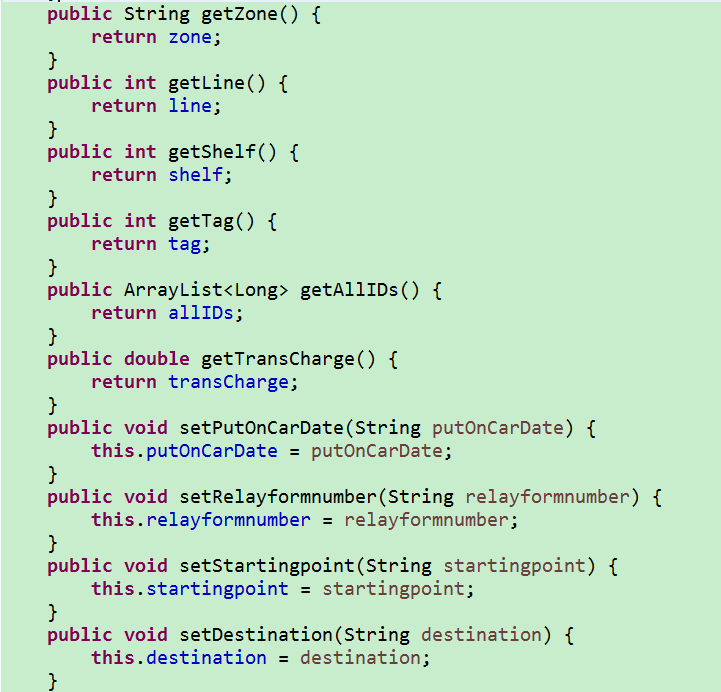 public String getZone() {
return zone;
}
public int getLine() {
return line;
}
public int getShelf() {
return shelf;
}
public int getTag() {
return tag;
}
public ArrayList<Long> getAllIDs() {
return allIDs;
}
public double getTransCharge() {
return transCharge;
}
public void setPutOnCarDate(String putOnCarDate) {
this.putOnCarDate = putOnCarDate;
}
public void setRelayformnumber(String relayformnumber) {
this.relayformnumber = relayformnumber;
}
public void setStartingpoint(String startingpoint) {
this.startingpoint = startingpoint;
}
public void setDestination(String destination) {
this.destination = destination;
}